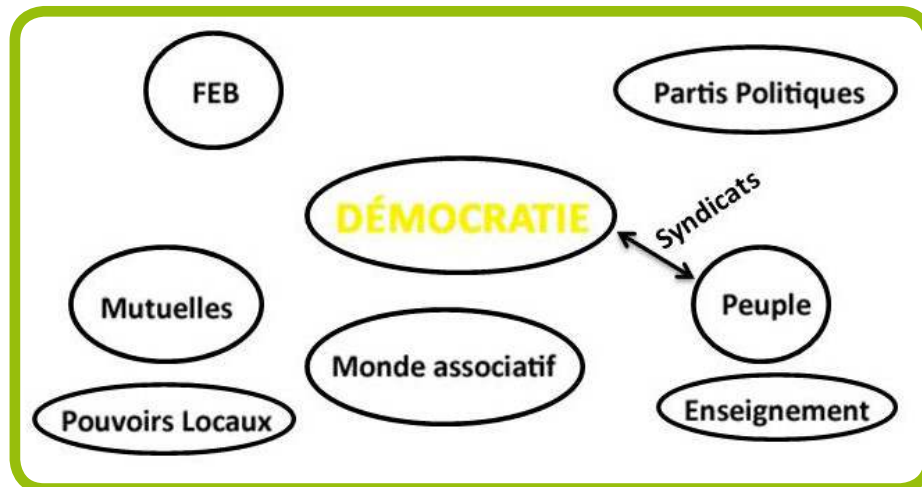 FEB
Partis Politiques
DÉMOCRATIE
Syndicats
Mutuelles
Peuple
Monde associatif
Pouvoirs Locaux
Enseignement